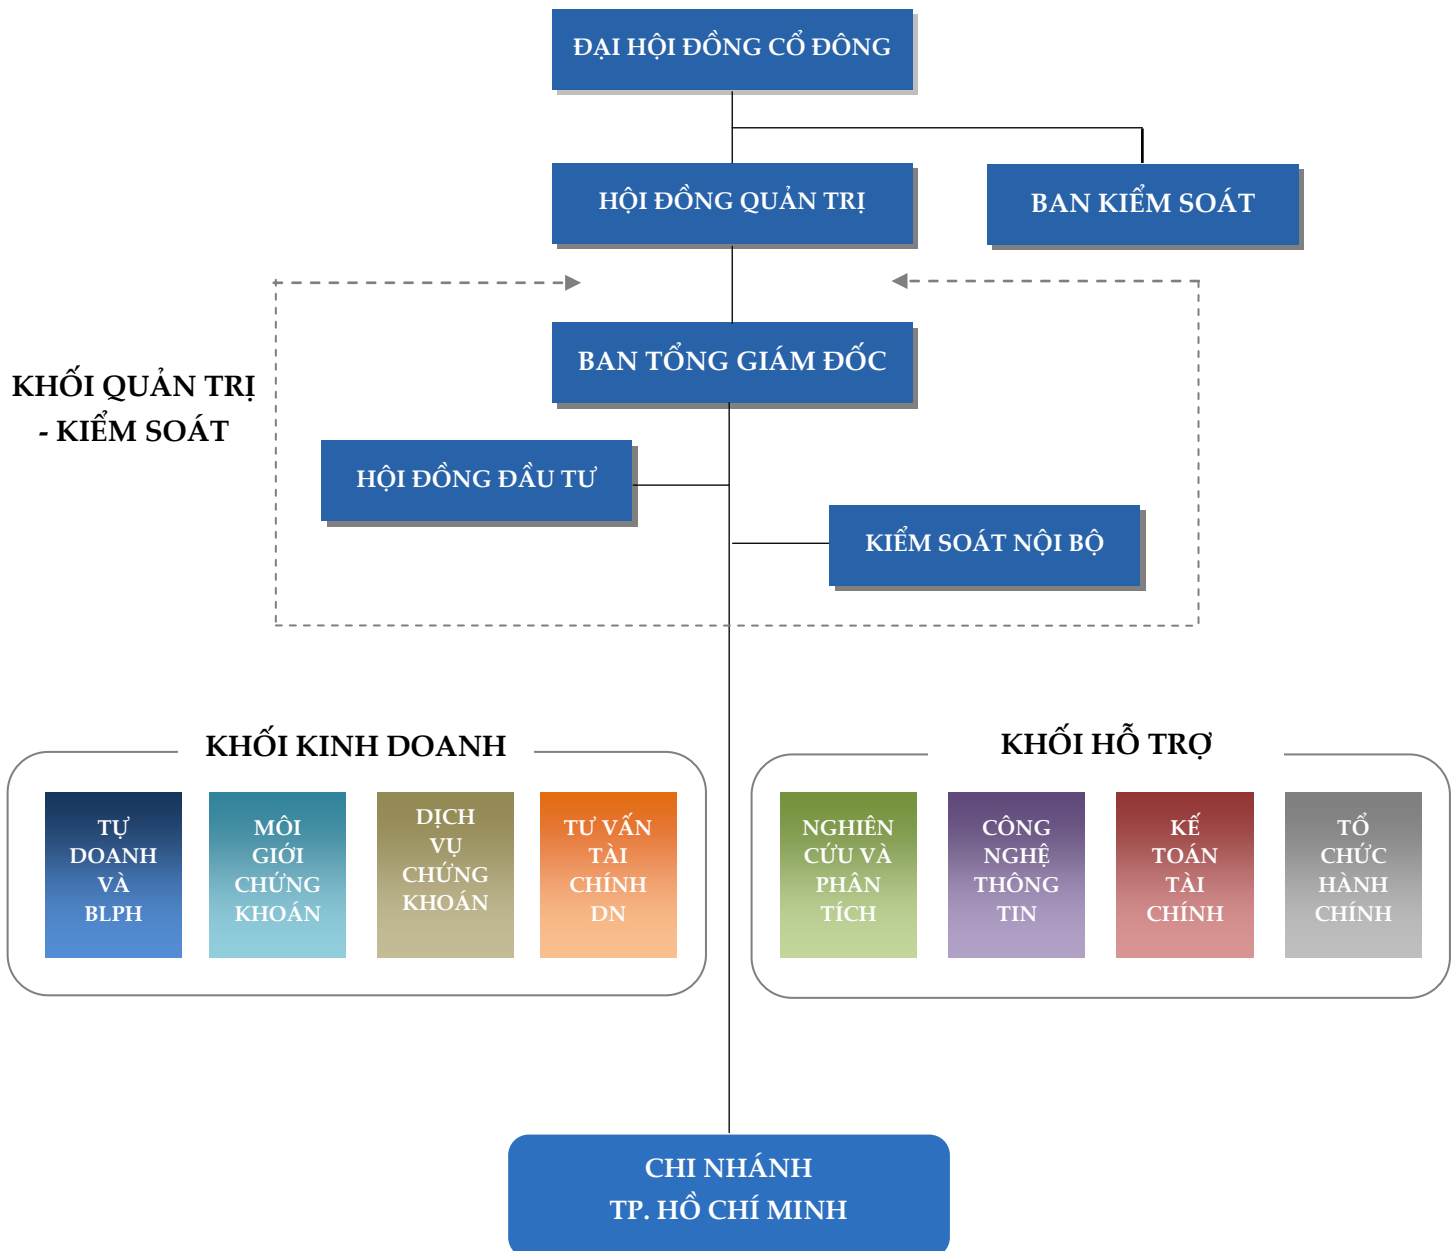 ĐẠI HỘI ĐỒNG CỔ ĐÔNG
HỘI ĐỒNG QUẢN TRỊ
BAN KIỂM SOÁT
BAN TỔNG GIÁM ĐỐC
KHỐI QUẢN TRỊ
- KIỂM SOÁT
HỘI ĐỒNG ĐẦU TƯ
KIỂM SOÁT NỘI BỘ
KHỐI KINH DOANH
TỰ
DOANH
VÀ
BLPH
MÔI
GIỚI
CHỨNG
KHOÁN
DỊCH
VỤ
CHỨNG
KHOÁN
TƯ VẤN
TÀI
CHÍNH
DN
KHỐI HỖ TRỢ
NGHIÊN
CỨU VÀ
PHÂN
TÍCH
CÔNG
NGHỆ
THÔNG
TIN
KẾ
TOÁN
TÀI
CHÍNH
TỔ
CHỨC
HÀNH
CHÍNH
CHI NHÁNH
TP. HỒ CHÍ MINH